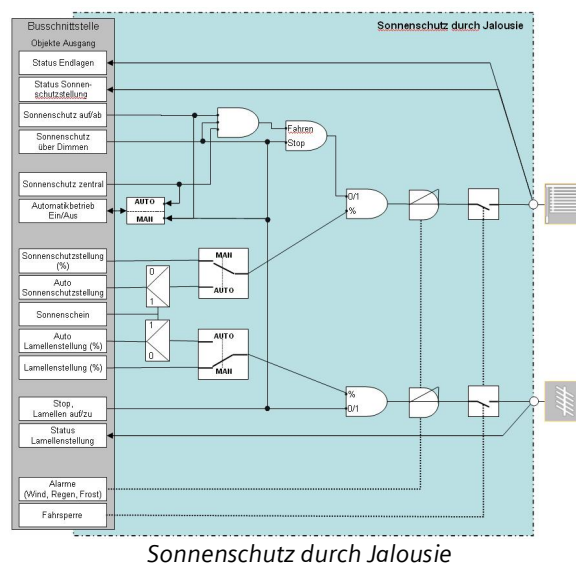 Busschnittstelle
Sonnenschutz durch Jalousie
Objekte Ausgang
Status Endlagen
Status Sonnen-
schutzstellung
Sonnenschutz auf/ab
Sonnenschutz
über Dimmen
Fahren
Stop
Sonnenschutz zentral
Automatikbetrieb
Ein/Aus
AUTO
MAN
0/1
%
Sonnenschutzstellung
(%)
Auto
Sonnenschutzstellung
Sonnenschein
Auto
Lamellenstellung (%)
Lamellenstellung (%)
0
1
1
0
MAN
AUTO
AUTO
MAN
%
0/1
Stop,
Lamellen auf/zu
Status
Lamellenstellung
Alarme
(Wind, Regen, Frost)
Fahrsperre
Sonnenschutz durch Jalousie